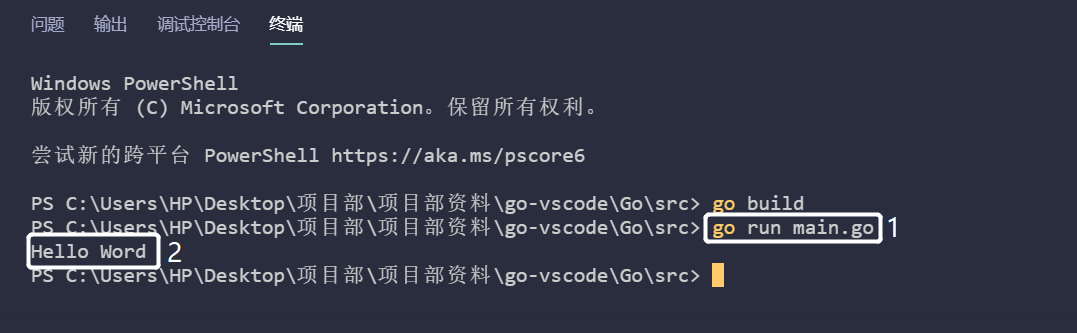 问题 输出 调试控制台 终端
Windows PowerShell
版权所有 (C) Microsoft Corporation。保留所有权利。
尝试新的跨平台 PowerShell https://aka.ms/pscore6
PS C:\Users\HP\Desktop\项目部\项目部资料\go-vscode\Go\src> go build
PS C:\Users\HP\Desktop\项目部\项目部资料\go-vscode\Go\src> go run main.go 1
Hello Word 2
PS C:\Users\HP\Desktop\项目部\项目部资料\go-vscode\Go\src>